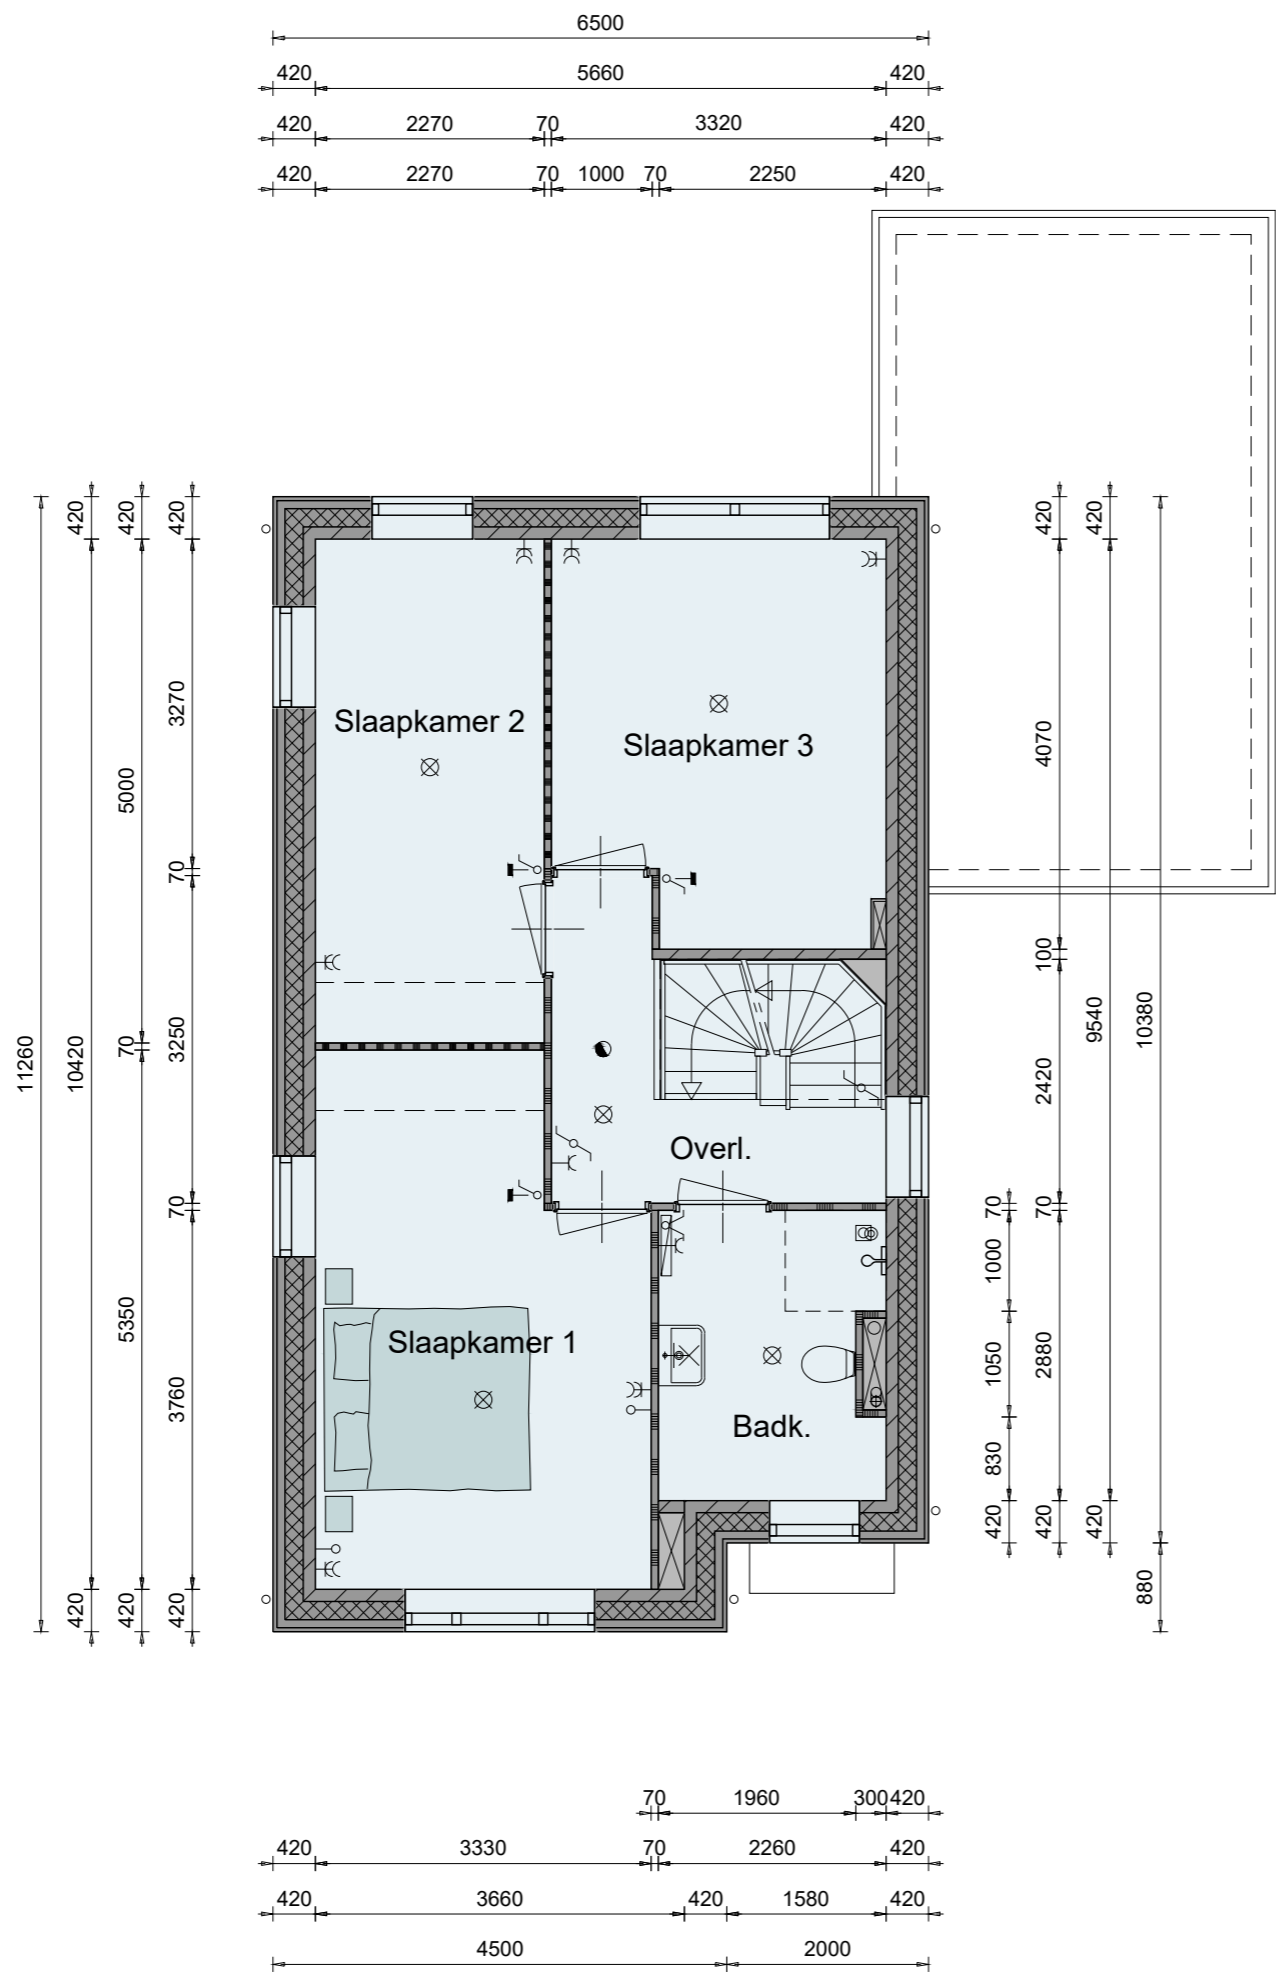 6500
420 5660 420
420 2270 70 3320 420
420 2270 70 1000 70 2250 420
11260
420 10420 420
420 5000 70 5350 420
420 3270 70 3250 70 3760 420
Slaapkamer 2
Slaapkamer 3
Overl.
Slaapkamer 1
Badk.
70 1000 1050 830 420
420 4070 100 2420 70 2880 420
420 9540 420
10380 880
70 1960 300 420
420 3330 70 2260 420
420 3660 420 1580 420
4500 2000